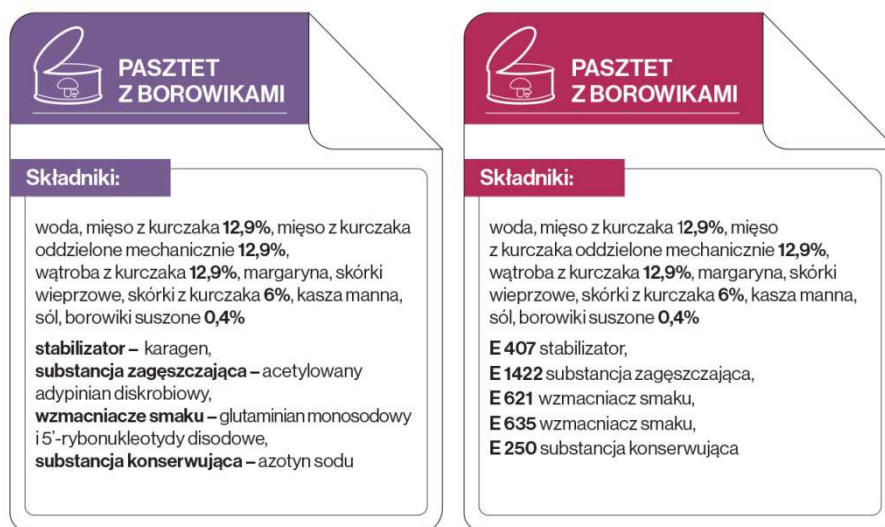 PASZTET
Z BOROWIKAMI
Składniki:
woda, mięso z kurczaka 12,9%, mięso z kurczaka
oddzielone mechanicznie 12,9%,
wątroba z kurczaka 12,9%, margaryna, skórki
wieprzowe, skórki z kurczaka 6%, kasza manna,
sól, borowiki suszone 0,4%
stabilizator – karagen,
substancja zagęszczająca – acetylowany
adypinian diskrobiowy,
wzmacniacze smaku – glutaminian monosodowy
i 5'-rybonukleotydy disodowe,
substancja konserwująca – azotyn sodu
PASZTET
Z BOROWIKAMI
Składniki:
woda, mięso z kurczaka 12,9%, mięso
z kurczaka oddzielone mechanicznie 12,9%,
wątroba z kurczaka 12,9%, margaryna, skórki
wieprzowe, skórki z kurczaka 6%, kasza manna,
sól, borowiki suszone 0,4%
E 407 stabilizator,
E 1422 substancja zagęszczająca,
E 621 wzmacniacz smaku,
E 635 wzmacniacz smaku,
E 250 substancja konserwująca